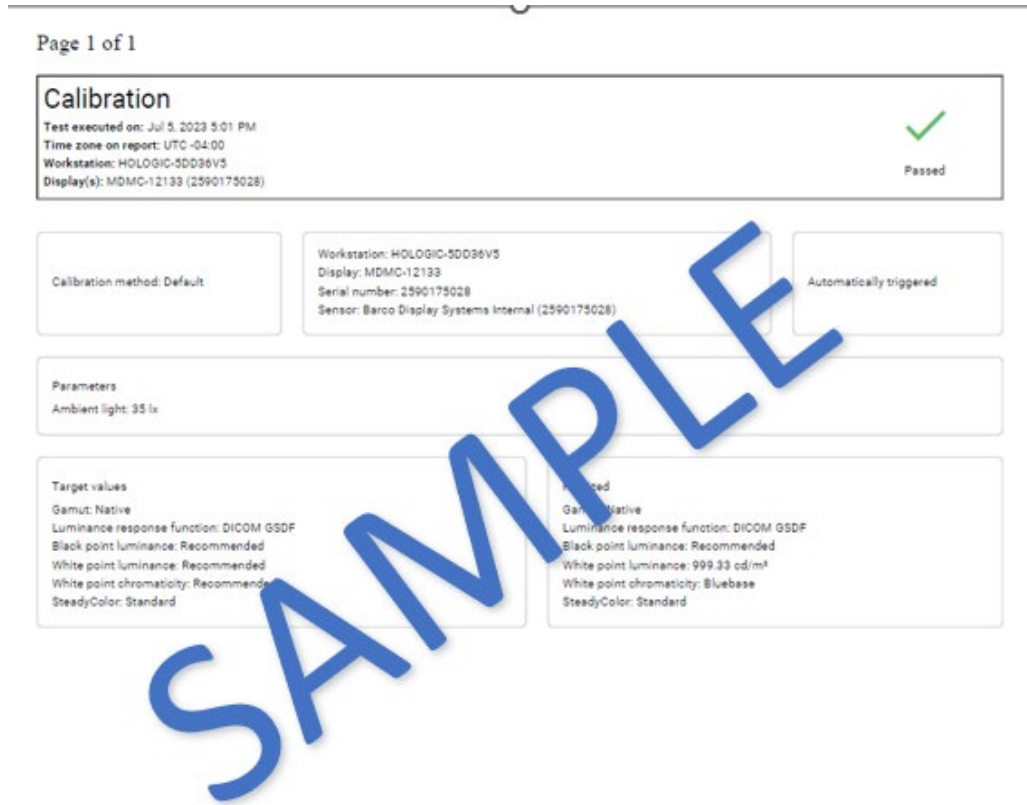 Page 1 of 1
Calibration
Test executed on: Jul 5, 2023 5:01 PM
Time zone on report: UTC -04:00
Workstation: HOLOGIC-5DD36V5
Display(s): MDMC-12133 (2590175028)
Passed
Calibration method: Default
Workstation: HOLOGIC-5DD36V5
Display: MDMC-12133
Serial number: 2590175028
Sensor: Barco Display Systems Internal (2590175028)
Automatically triggered
Parameters
Ambient light: 35 lx
Target values
Gamut: Native
Luminance response function: DICOM GSDF
Black point luminance: Recommended
White point luminance: Recommended
White point chromaticity:
SteadyColor: Standard
Native
Luminance response function: DICOM GSDF
Black point luminance: Recommended
White point luminance: 999.33 cd/m²
White point chromaticity: Bluebase
SteadyColor: Standard
SAMPLE